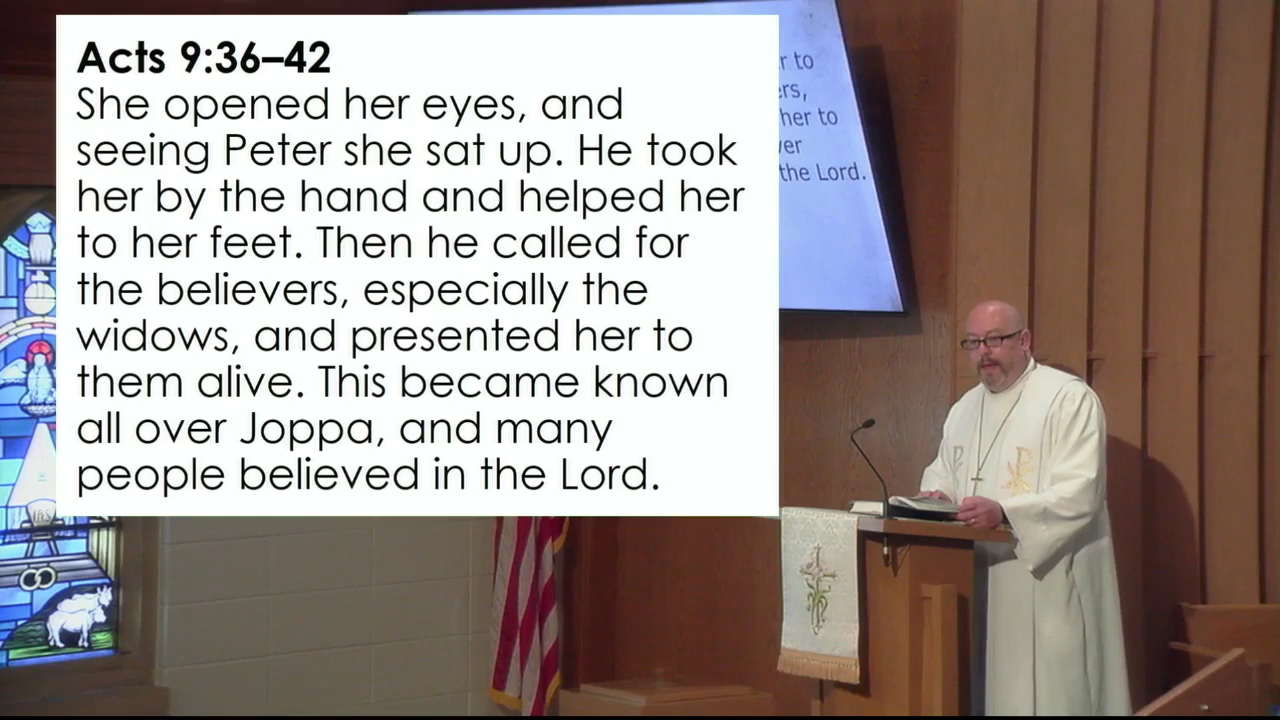 Acts 9:36–42
She opened her eyes, and
seeing Peter she sat up. He took
her by the hand and helped her
to her feet. Then he called for
the believers, especially the
widows, and presented her to
them alive. This became known
all over Joppa, and many
people believed in the Lord.
to
her to
the Lord.
IHS